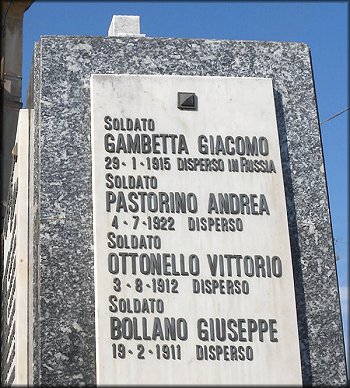 SOLDATO
GAMBETTA GIACOMO
29-1-1915 DISPERSO IN RUSSIA
SOLDATO
PASTORINO ANDREA
4-7-1922 DISPERSO
SOLDATO
OTTONELLO VITTORIO
3-8-1912 DISPERSO
SOLDATO
BOLLANO GIUSEPPE
19-2-1911 DISPERSO